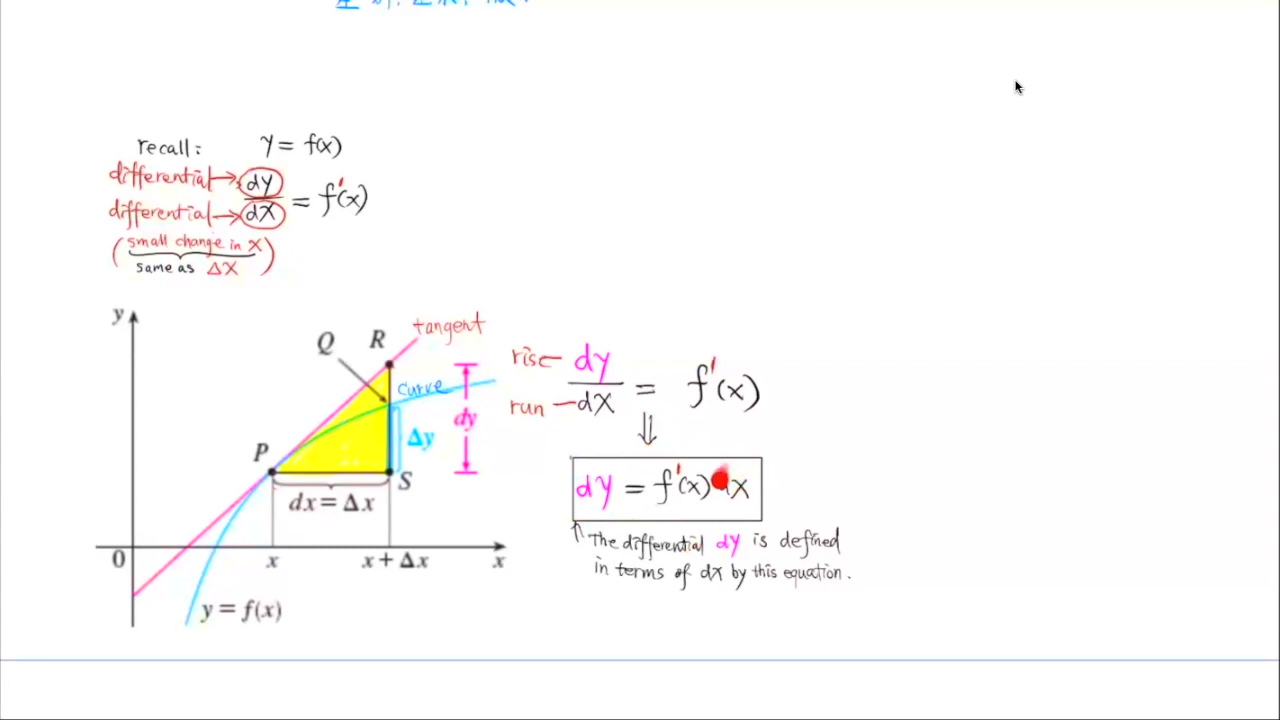 recall: y = f(x)
differential → dy
differential → dx
= f'(x)
(small change in x)
same as Δx
y
Q
R
tangent
curve
P
dy
Δy
S
dx = Δx
0
x
x + Δx
x
y = f(x)
rise dy
run dx
= f'(x)
⇓
dy = f'(x) dx
↑ The differential dy is defined
in terms of dx by this equation.